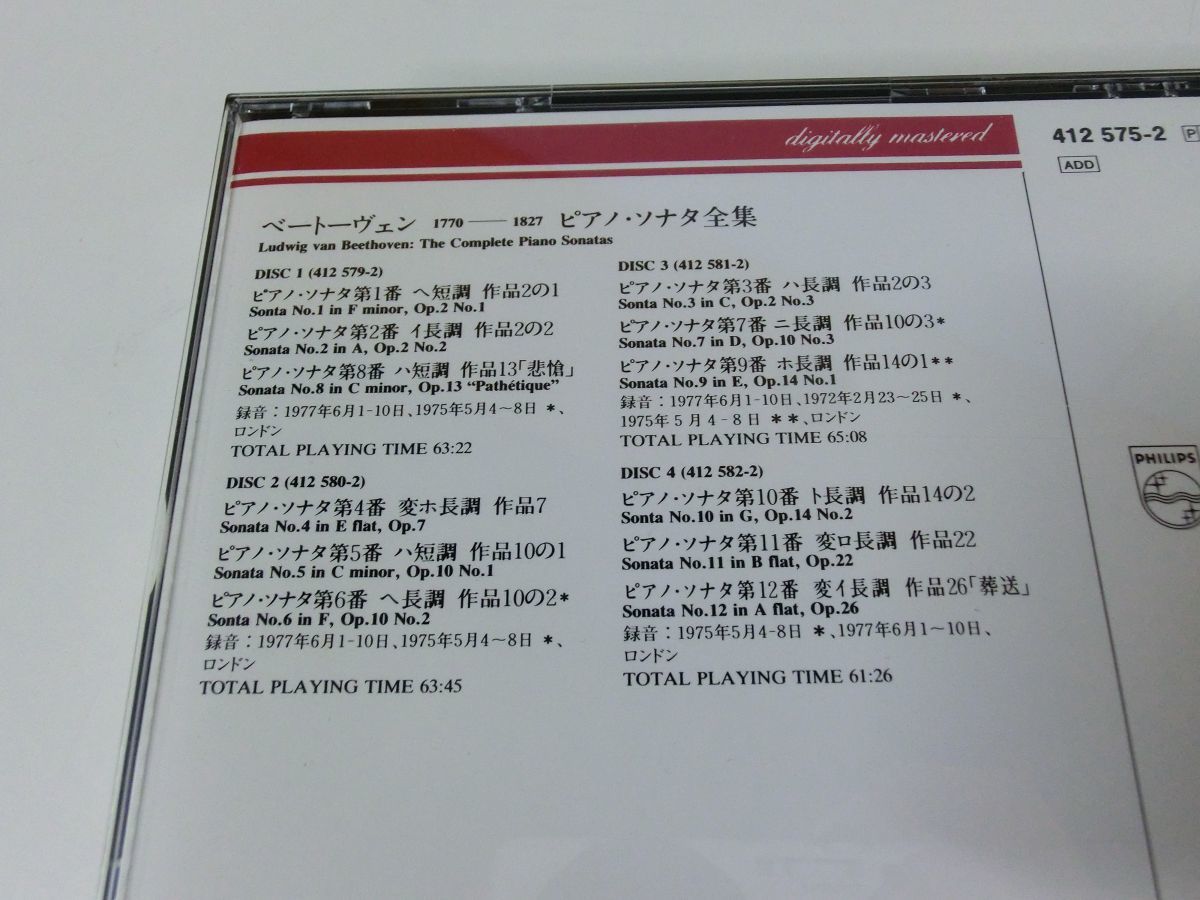 digitally mastered
412 575-2 P
ADD
ベートーヴェン 1770 —— 1827 ピアノ・ソナタ全集
Ludwig van Beethoven: The Complete Piano Sonatas
DISC 1 (412 579-2)
ピアノ・ソナタ第1番 ヘ短調 作品2の1
Sonta No.1 in F minor, Op.2 No.1
ピアノ・ソナタ第2番 イ長調 作品2の2
Sonata No.2 in A, Op.2 No.2
ピアノ・ソナタ第8番 ハ短調 作品13「悲愴」
Sonata No.8 in C minor, Op.13 “Pathétique”
録音：1977年6月1-10日、1975年5月4〜8日 *、
ロンドン
TOTAL PLAYING TIME 63:22
DISC 2 (412 580-2)
ピアノ・ソナタ第4番 変ホ長調 作品7
Sonata No.4 in E flat, Op.7
ピアノ・ソナタ第5番 ハ短調 作品10の1
Sonata No.5 in C minor, Op.10 No.1
ピアノ・ソナタ第6番 ヘ長調 作品10の2*
Sonta No.6 in F, Op.10 No.2
録音：1977年6月1-10日、1975年5月4〜8日 *、
ロンドン
TOTAL PLAYING TIME 63:45
DISC 3 (412 581-2)
ピアノ・ソナタ第3番 ハ長調 作品2の3
Sonta No.3 in C, Op.2 No.3
ピアノ・ソナタ第7番 ニ長調 作品10の3*
Sonata No.7 in D, Op.10 No.3
ピアノ・ソナタ第9番 ホ長調 作品14の1**
Sonata No.9 in E, Op.14 No.1
録音：1977年6月1-10日、1972年2月23〜25日 *、
1975年5月4-8日 **、ロンドン
TOTAL PLAYING TIME 65:08
DISC 4 (412 582-2)
ピアノ・ソナタ第10番 ト長調 作品14の2
Sonta No.10 in G, Op.14 No.2
ピアノ・ソナタ第11番 変ロ長調 作品22
Sonata No.11 in B flat, Op.22
ピアノ・ソナタ第12番 変イ長調 作品26「葬送」
Sonata No.12 in A flat, Op.26
録音：1975年5月4-8日 *、1977年6月1〜10日、
ロンドン
TOTAL PLAYING TIME 61:26
PHILIPS